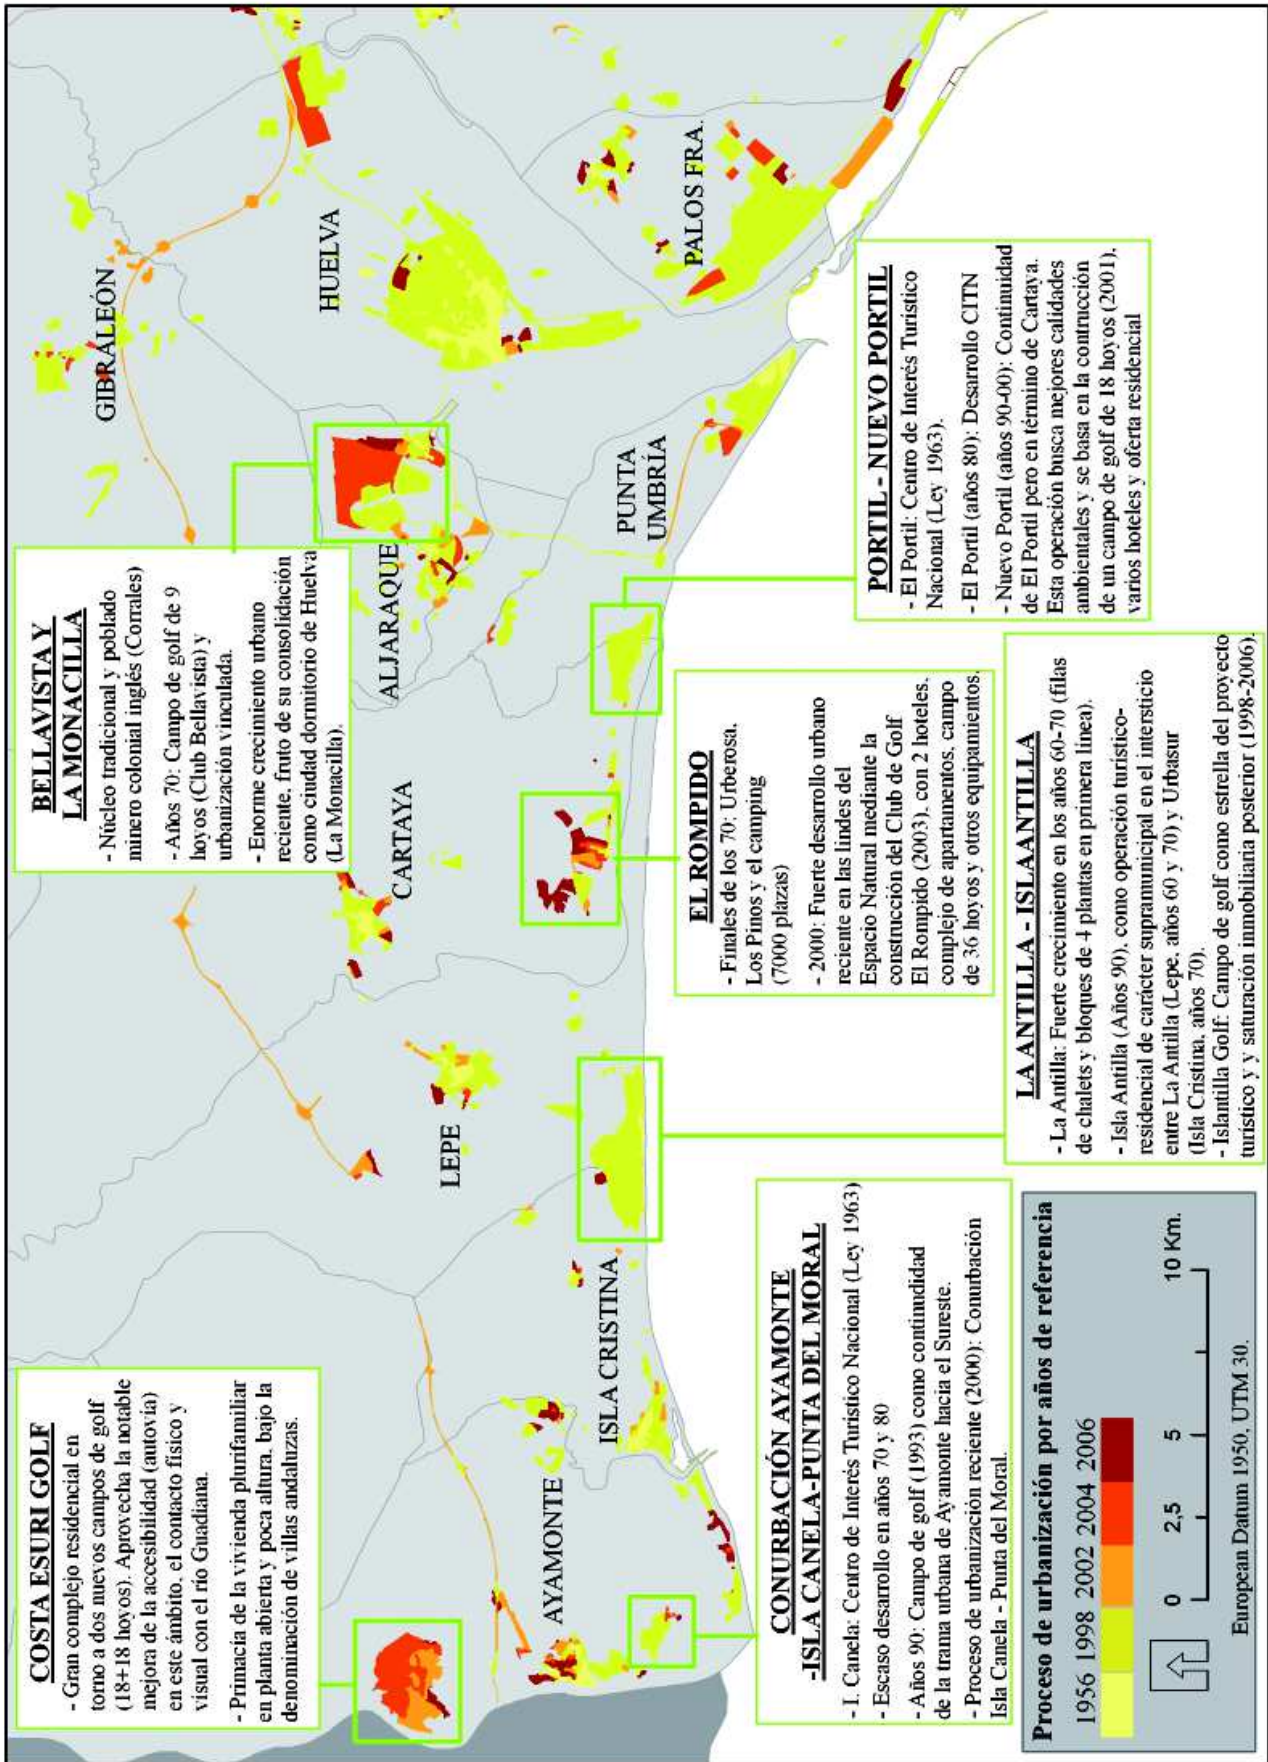 COSTA ESURI GOLF
- Gran complejo residencial en
torno a dos nuevos campos de golf
(18+18 hoyos). Aprovecha la notable
mejora de la accesibilidad (autovía)
en este ámbito, el contacto físico y
visual con el río Guadiana.
- Primacía de la vivienda plurifamiliar
en planta abierta y poca altura, bajo la
denominación de villas andaluzas.
BELLAVISTA Y
LA MONACILLA
- Núcleo tradicional y poblado
minero colonial inglés (Corrales)
- Años 70: Campo de golf de 9
hoyos (Club Bellavista) y
urbanización vinculada.
- Enorme crecimiento urbano
reciente, fruto de su consolidación
como ciudad dormitorio de Huelva
(La Monacilla).
GIBRALEÓN
HUELVA
ALJARAQUE
CARTAYA
LEPE
AYAMONTE
ISLA CRISTINA
PUNTA
UMBRÍA
PALOS FRA.
CONURBACIÓN AYAMONTE
-ISLA CANELA-PUNTA DEL MORAL
- I. Canela: Centro de Interés Turístico Nacional (Ley 1963)
- Escaso desarrollo en años 70 y 80
- Años 90: Campo de golf (1993) como continudidad
de la trama urbana de Ayamonte hacia el Sureste.
- Proceso de urbanización reciente (2000): Conurbación
Isla Canela - Punta del Moral.
LA ANTILLA - ISLAANTILLA
- La Antilla: Fuerte crecimiento en los años 60-70 (filas
de chalets y bloques de 4 plantas en primera línea).
- Isla Antilla (Años 90), como operación turístico-
residencial de carácter supramunicipal en el intersticio
entre La Antilla (Lepe, años 60 y 70) y Urbasur
(Isla Cristina, años 70).
- Islantilla Golf: Campo de golf como estrella del proyecto
turístico y y saturación inmobiliaria posterior (1998-2006).
EL ROMPIDO
- Finales de los 70: Urberosa,
Los Pinos y el camping
(7000 plazas)
- 2000: Fuerte desarrollo urbano
reciente en las lindes del
Espacio Natural mediante la
construcción del Club de Golf
El Rompido (2003), con 2 hoteles,
complejo de apartamentos, campo
de 36 hoyos y otros equipamientos.
PORTIL - NUEVO PORTIL
- El Portil: Centro de Interés Turístico
Nacional (Ley 1963).
- El Portil (años 80): Desarrollo CITN
- Nuevo Portil (años 90-00): Continuidad
de El Portil pero en término de Cartaya.
Esta operación busca mejores calidades
ambientales y se basa en la contrucción
de un campo de golf de 18 hoyos (2001),
varios hoteles y oferta residencial
Proceso de urbanización por años de referencia
1956 1998 2002 2004 2006
0 2,5 5 10 Km.
European Datum 1950, UTM 30.